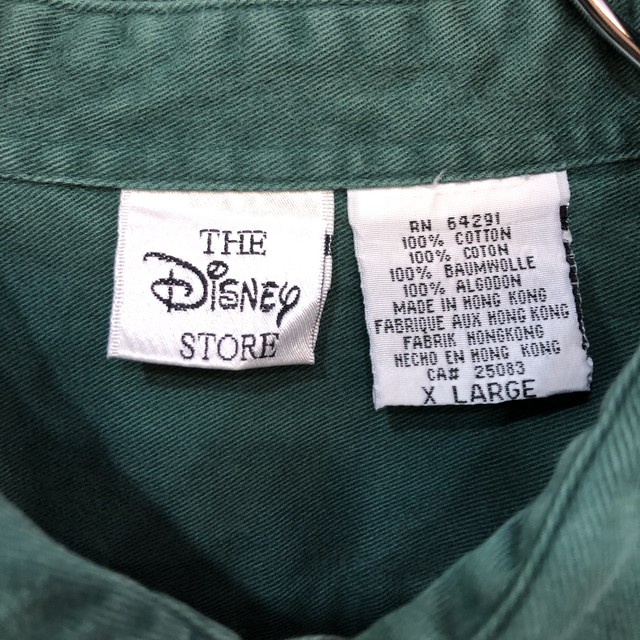 THE
Disney
STORE
RN 64291
100% COTTON
100% COTON
100% BAUMWOLLE
100% ALGODON
MADE IN HONG KONG
FABRIQUE AUX HONG KONG
FABRIK HONGKONG
HECHO EN HONG KONG
CA# 25083
X LARGE